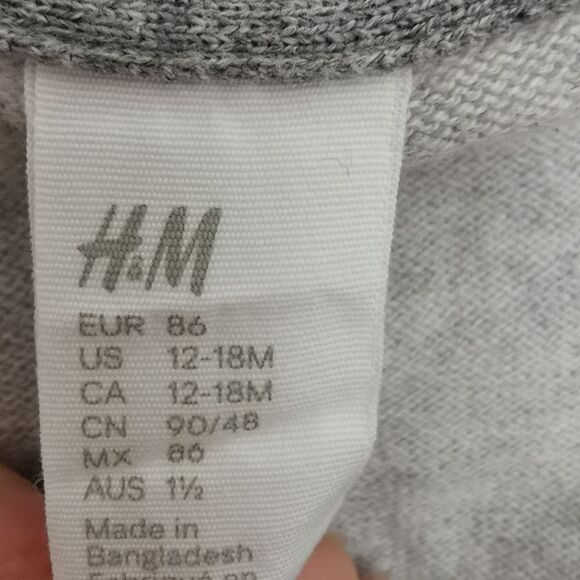 H&M
EUR 86
US 12-18M
CA 12-18M
CN 90/48
MX 86
AUS 1½
Made in
Bangladesh